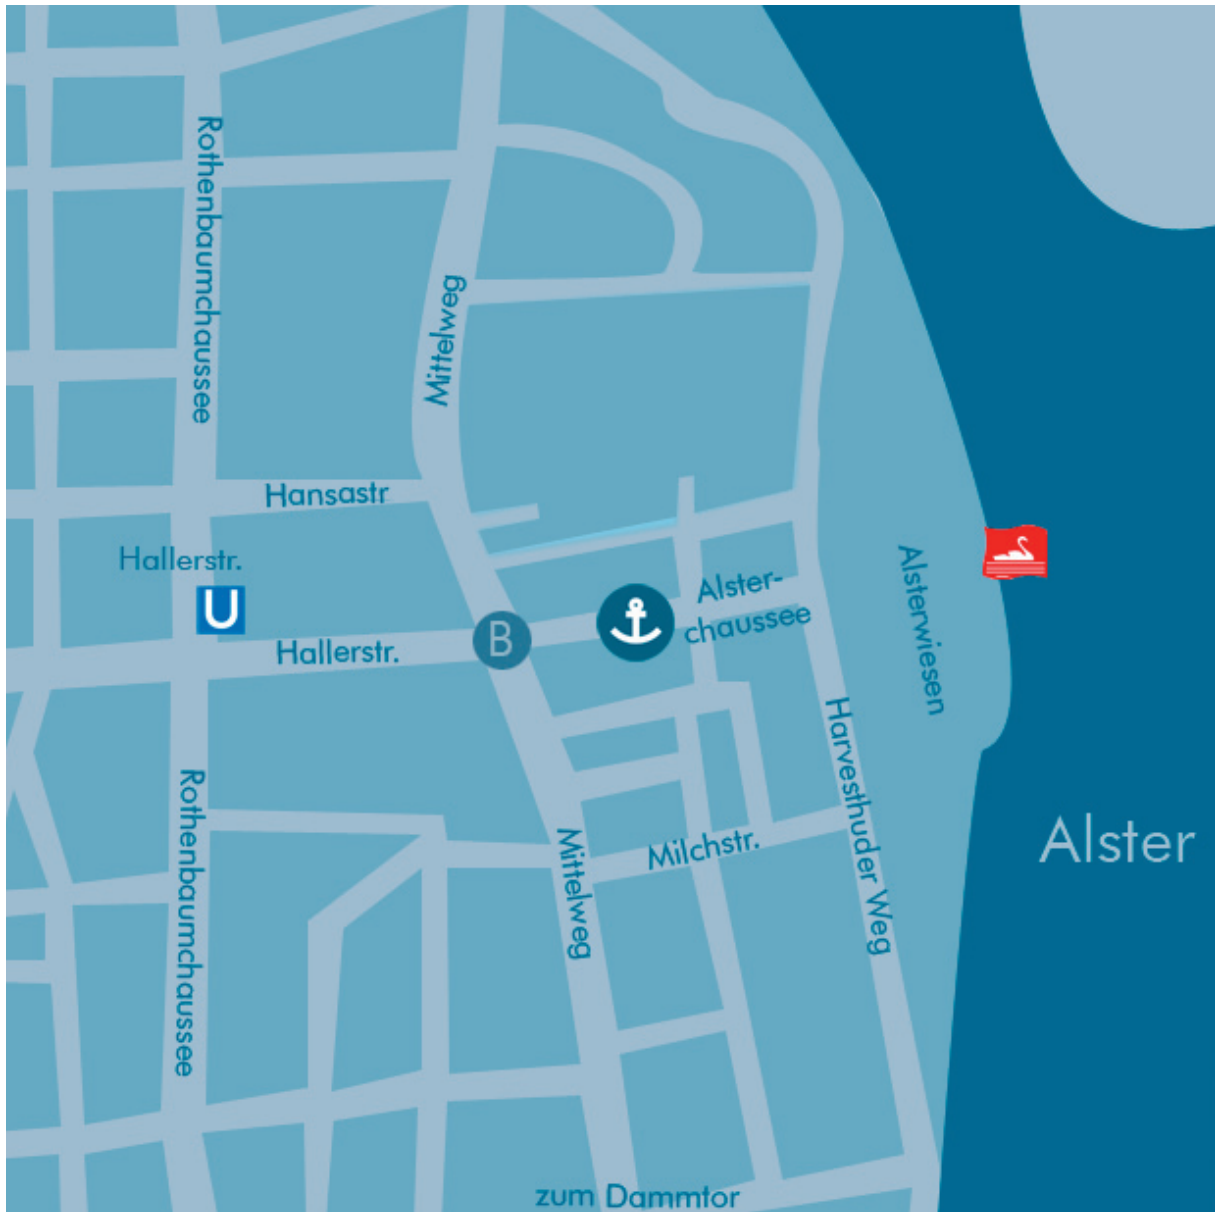 Rothenbaumchaussee
Mittelweg
Hansastr
Hallerstr.
U
Hallerstr.
B
Alster-
chaussee
Alsterwiesen
Harvesthuder Weg
Rothenbaumchaussee
Mittelweg
Milchstr.
Alster
zum Dammtor